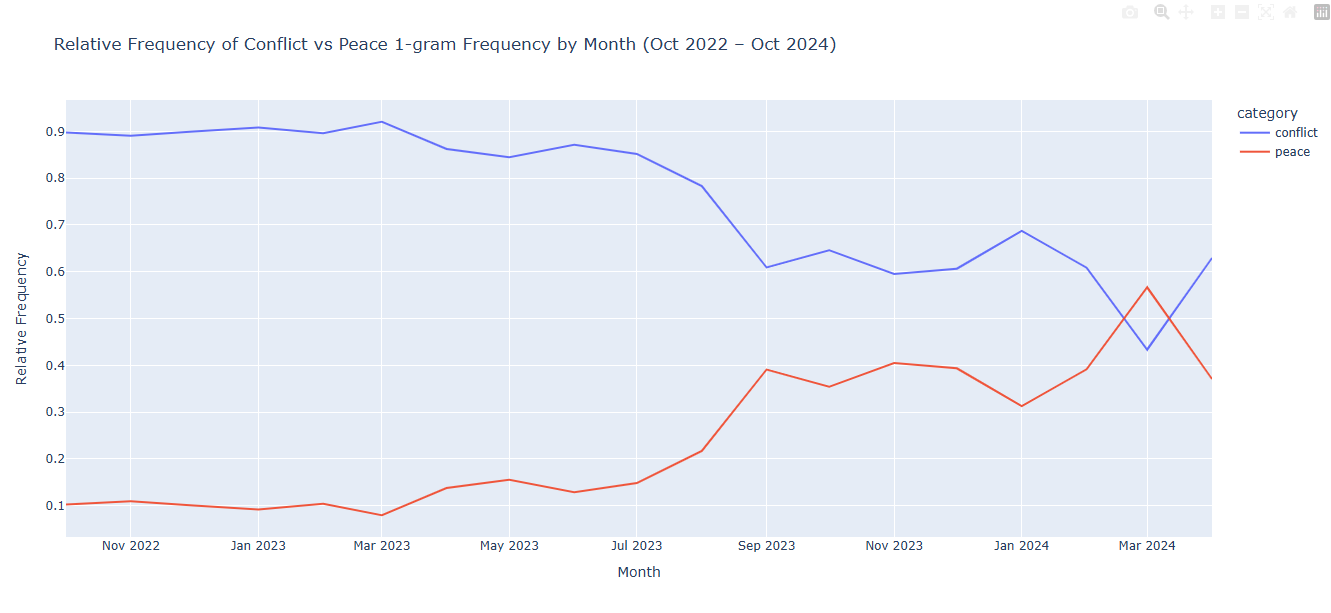 Relative Frequency of Conflict vs Peace 1-gram Frequency by Month (Oct 2022 – Oct 2024)
category
conflict
peace
Relative Frequency
0.9
0.8
0.7
0.6
0.5
0.4
0.3
0.2
0.1
Nov 2022 Jan 2023 Mar 2023 May 2023 Jul 2023 Sep 2023 Nov 2023 Jan 2024 Mar 2024
Month